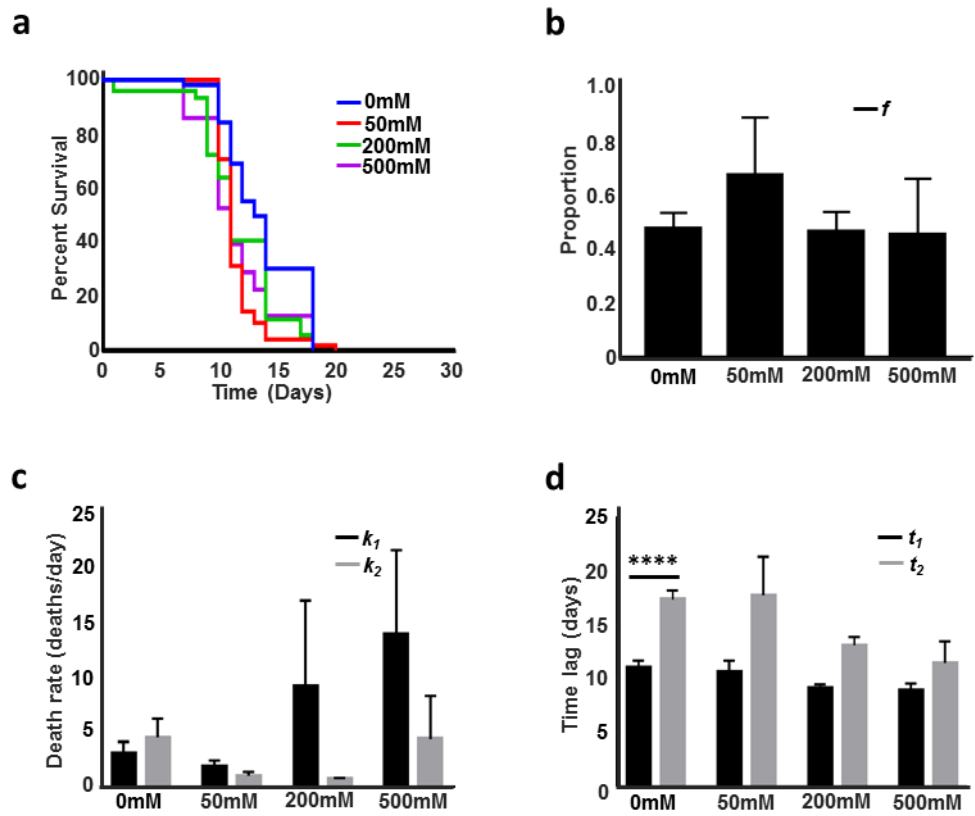 a
100
80
60
40
20
0
Percent Survival
0mM
50mM
200mM
500mM
0 5 10 15 20 25 30
Time (Days)
b
1.0
0.8
0.6
0.4
0.2
0
Proportion
f
0mM 50mM 200mM 500mM
c
25
20
15
10
5
0
Death rate (deaths/day)
k1
k2
0mM 50mM 200mM 500mM
d
25
20
15
10
5
0
Time lag (days)
****
t1
t2
0mM 50mM 200mM 500mM